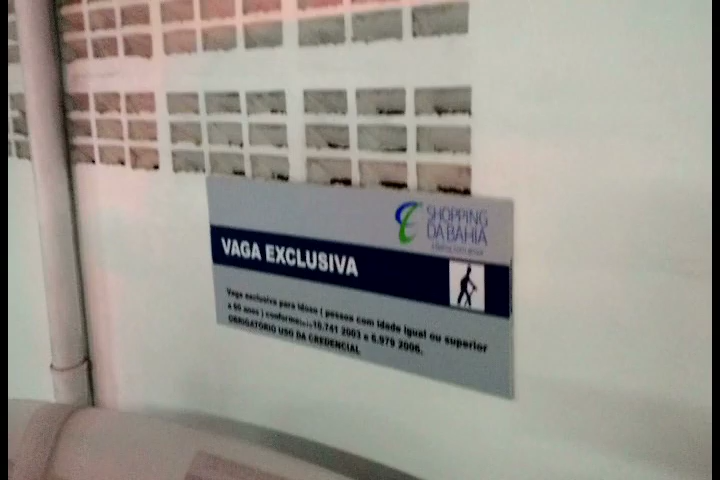 SHOPPING
DA BAHIA
VAGA EXCLUSIVA
Vaga exclusiva para idoso ( pessoa com idade igual ou superior
a 60 anos ) conforme 10.741 2003 e 6.979 2006.
OBRIGATÓRIO USO DA CREDENCIAL